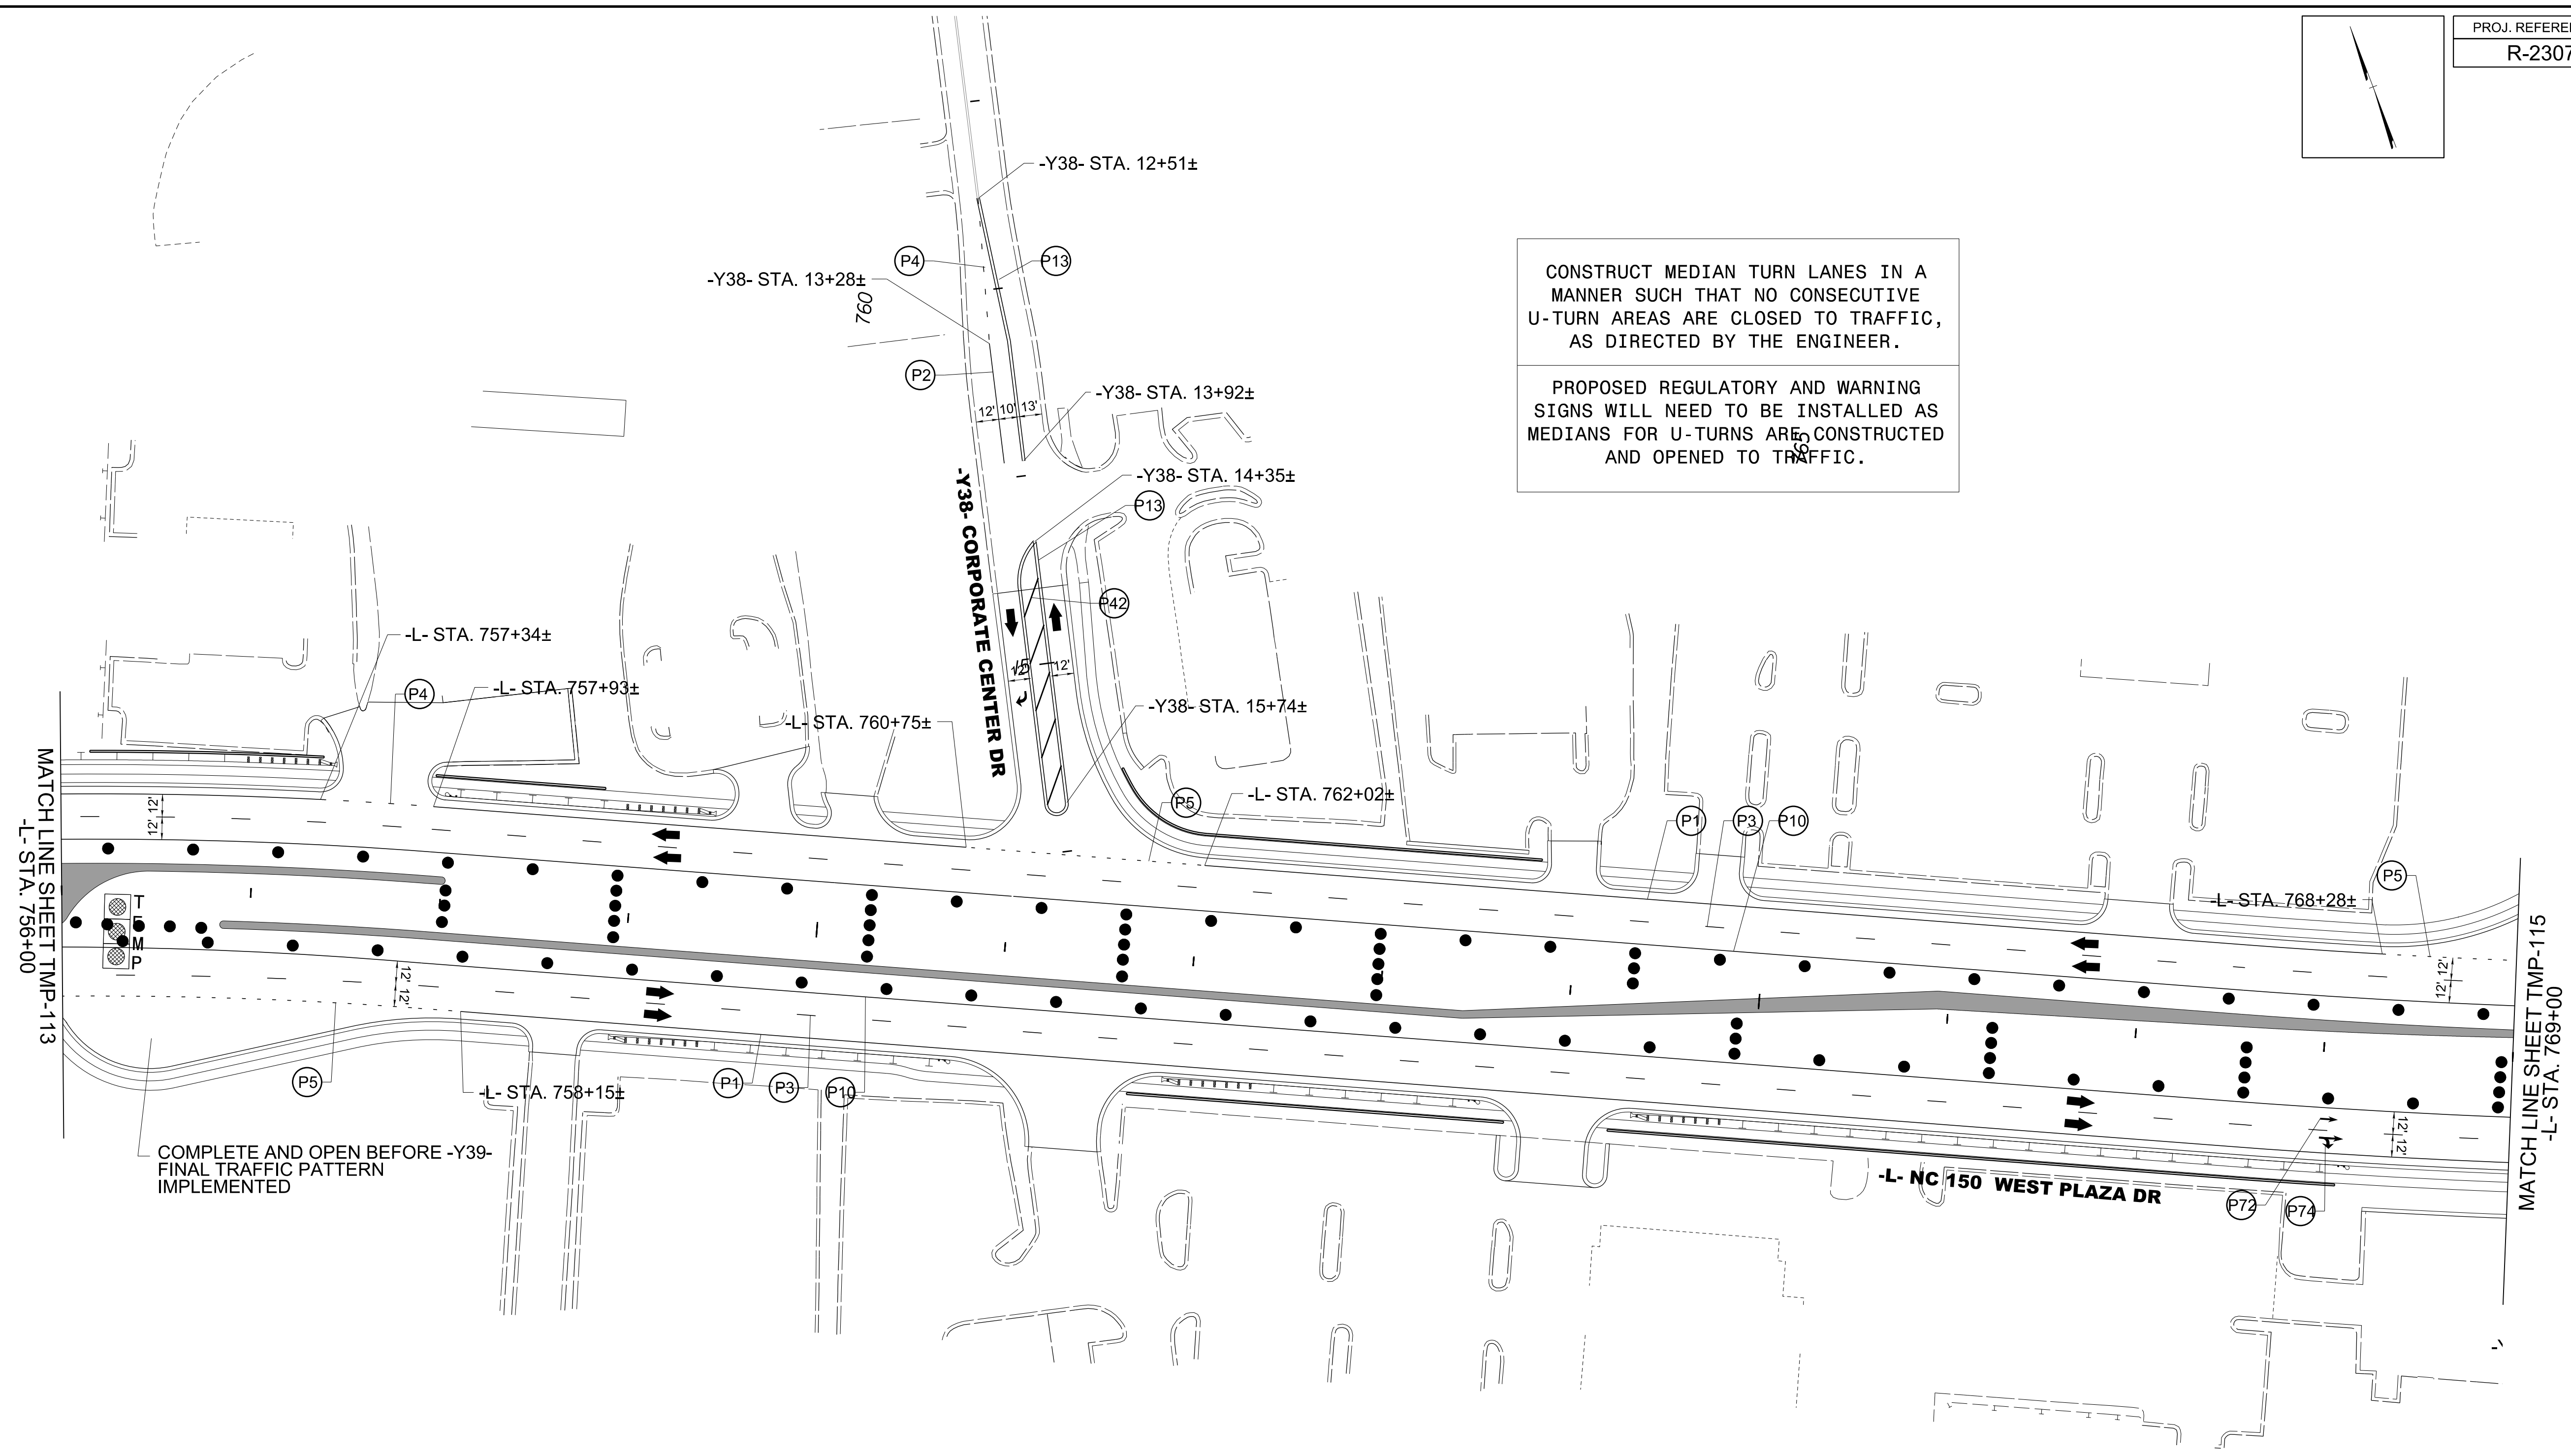 PROJ. REFERE
R-2307
-Y38- STA. 12+51±
P4
P13
-Y38- STA. 13+28±
760
P2
-Y38- STA. 13+92±
12' 10' 13'
CONSTRUCT MEDIAN TURN LANES IN A
MANNER SUCH THAT NO CONSECUTIVE
U-TURN AREAS ARE CLOSED TO TRAFFIC,
AS DIRECTED BY THE ENGINEER.
PROPOSED REGULATORY AND WARNING
SIGNS WILL NEED TO BE INSTALLED AS
MEDIANS FOR U-TURNS ARE CONSTRUCTED
AND OPENED TO TRAFFIC.
765
-Y38- STA. 14+35±
P13
-Y38- CORPORATE CENTER DR
P42
15
12'
12'
-L- STA. 757+34±
P4
-L- STA. 757+93±
-L- STA. 760+75±
-Y38- STA. 15+74±
P5
-L- STA. 762+02±
P1
P3
P10
P5
-L- STA. 768+28±
MATCH LINE SHEET TMP-113
-L- STA. 756+00
12' 12'
TEMP
12' 12'
12' 12'
12' 12'
MATCH LINE SHEET TMP-115
-L- STA. 769+00
P5
-L- STA. 758+15±
P1
P3
P10
COMPLETE AND OPEN BEFORE -Y39-
FINAL TRAFFIC PATTERN
IMPLEMENTED
-L- NC 150 WEST PLAZA DR
P72
P74